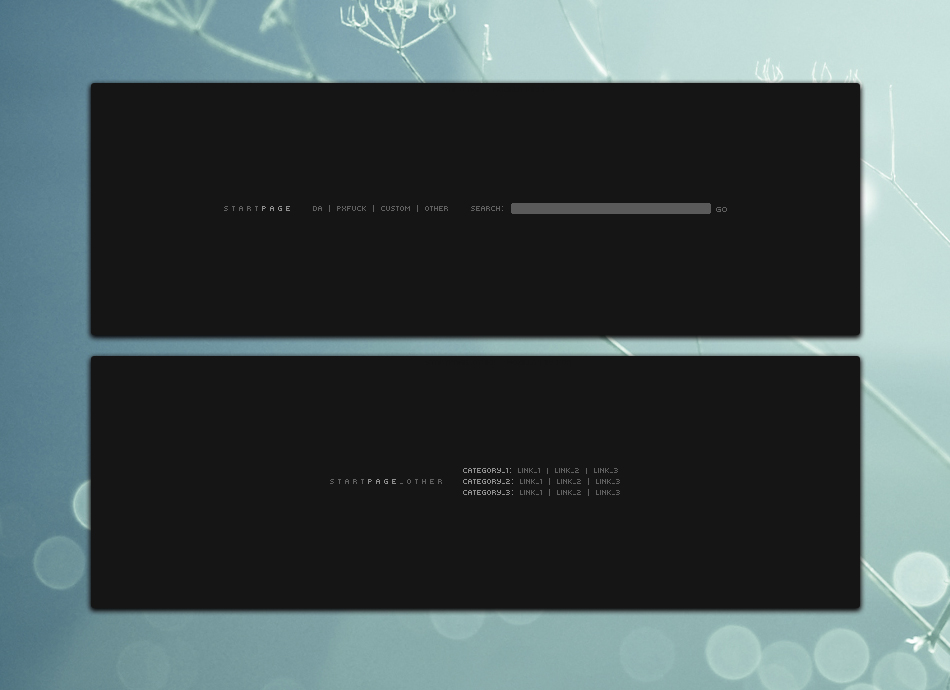 STARTPAGE DA | PXFUCK | CUSTOM | OTHER SEARCH: GO
CATEGORY_1: LINK_1 | LINK_2 | LINK_3
STARTPAGE_OTHER CATEGORY_2: LINK_1 | LINK_2 | LINK_3
CATEGORY_3: LINK_1 | LINK_2 | LINK_3